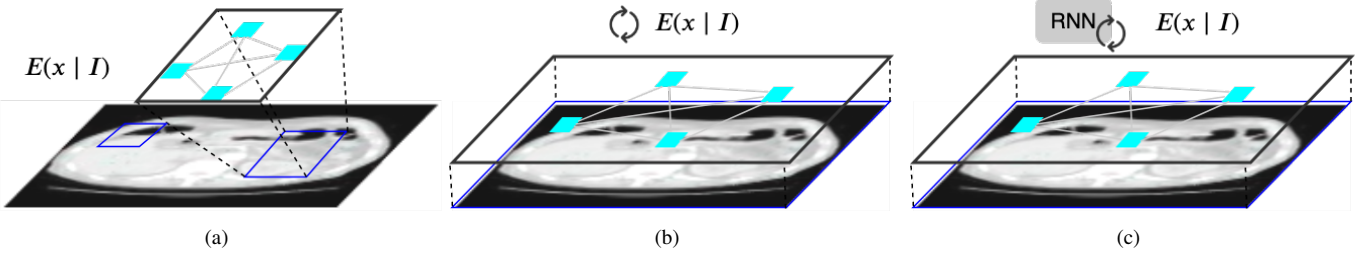 E(x | I)
E(x | I)
RNN E(x | I)
(a)
(b)
(c)